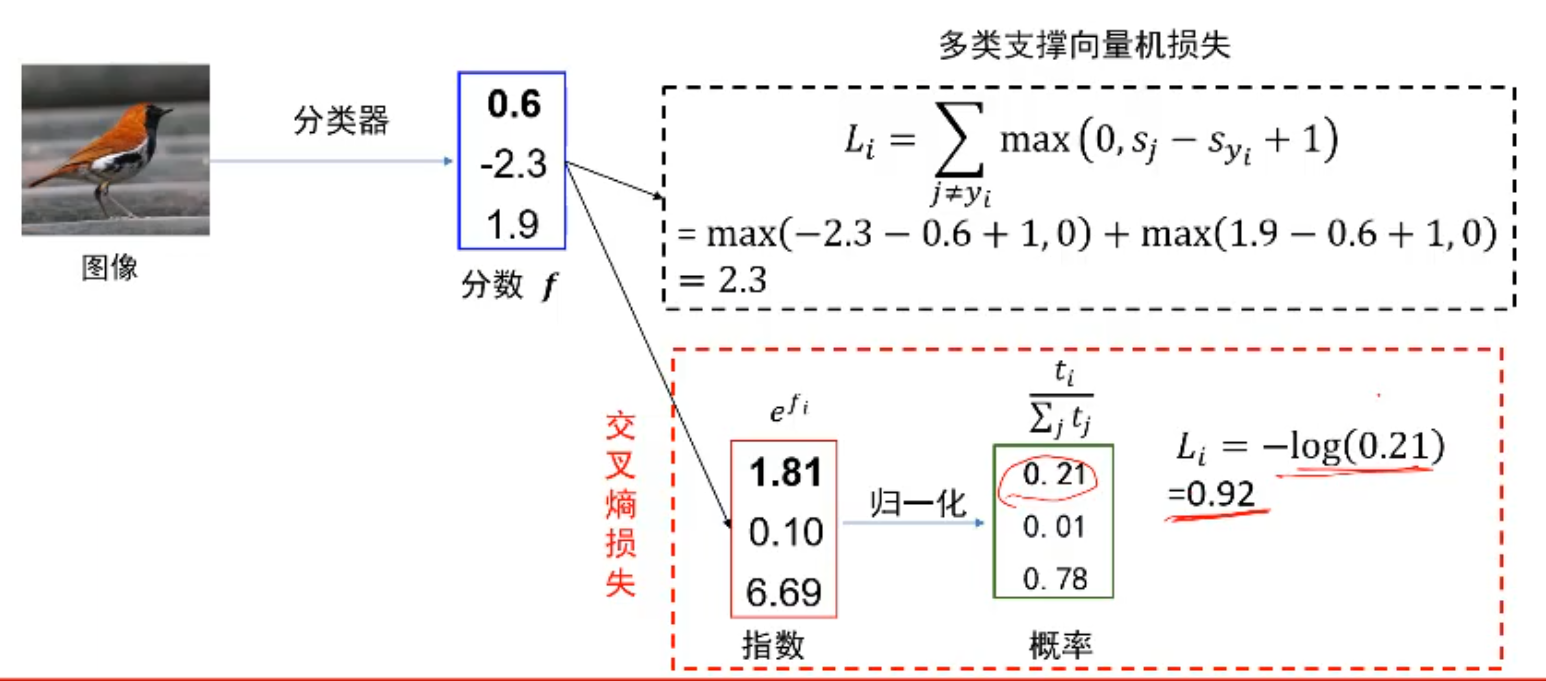 多类支撑向量机损失
图像
分类器
0.6
-2.3
1.9
分数 f
L_i = ∑_{j≠y_i} max(0, s_j − s_{y_i} + 1)
= max(−2.3 − 0.6 + 1, 0) + max(1.9 − 0.6 + 1, 0)
= 2.3
交叉熵损失
e^{f_i}
1.81
0.10
6.69
指数
归一化
t_i / ∑_j t_j
0.21
0.01
0.78
概率
L_i = −log(0.21)
=0.92